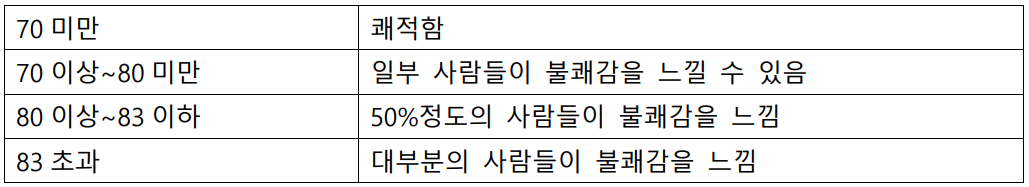 70 미만 쾌적함
70 이상~80 미만 일부 사람들이 불쾌감을 느낄 수 있음
80 이상~83 이하 50%정도의 사람들이 불쾌감을 느낌
83 초과 대부분의 사람들이 불쾌감을 느낌